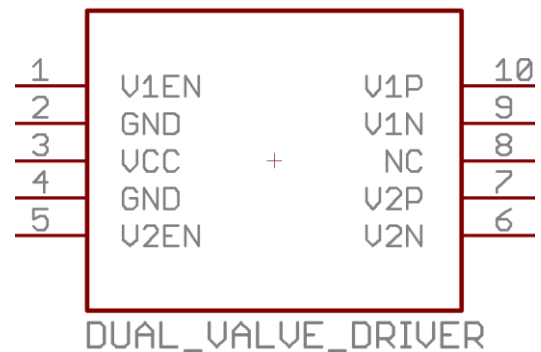 1 V1EN V1P 10
2 GND V1N 9
3 VCC NC 8
4 GND V2P 7
5 V2EN V2N 6
DUAL_VALVE_DRIVER